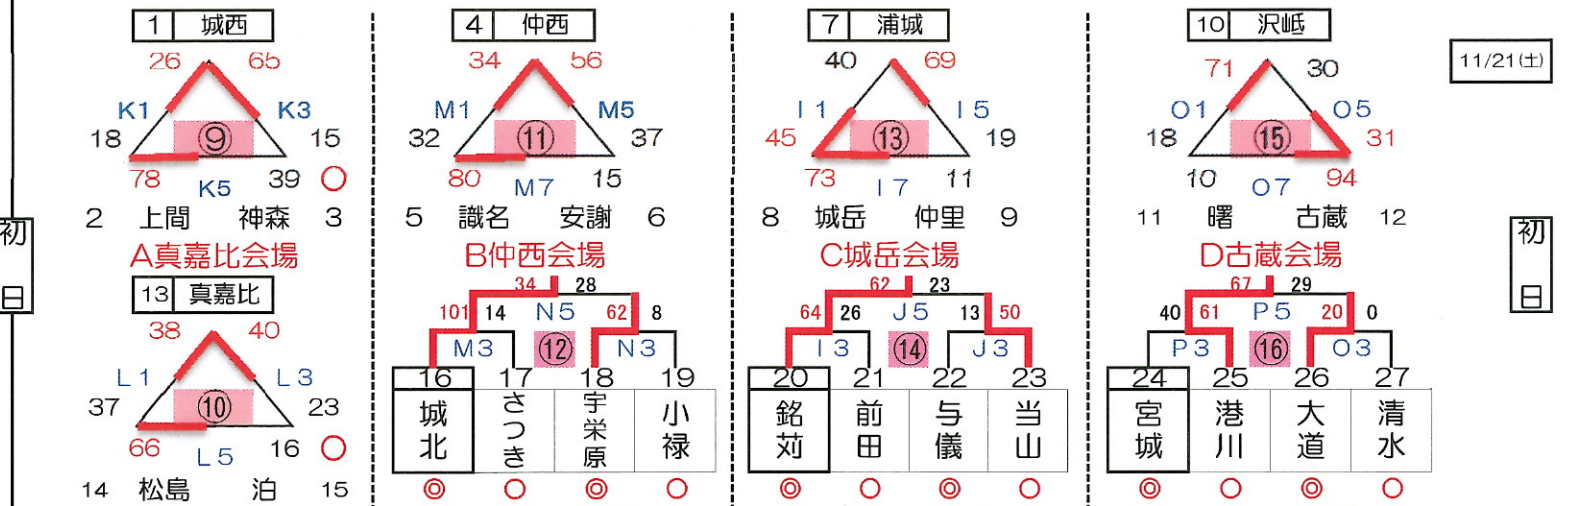 1 城西
4 仲西
7 浦城
10 沢岻
11/21(土)
26 65
34 56
40 69
71 30
K1 K3
M1 M5
I1 I5
O1 O5
18 ⑨ 15
32 ⑪ 37
45 ⑬ 19
18 ⑮ 31
78 K5 39 ○
80 M7 15
73 I7 11
10 O7 94
2 上間 神森 3
5 識名 安謝 6
8 城岳 仲里 9
11 曙 古蔵 12
初日
初日
A真嘉比会場
B仲西会場
C城岳会場
D古蔵会場
13 真嘉比
38 40
L1 L3
37 ⑩ 23
66 L5 16 ○
14 松島 泊 15
34 28
101 14 N5 62 8
M3 ⑫ N3
16 17 18 19
城北 さつき 宇栄原 小禄
◎ ○ ◎ ○
62 23
64 26 J5 13 50
I3 ⑭ J3
20 21 22 23
銘苅 前田 与儀 当山
◎ ○ ◎ ○
67 29
40 61 P5 20 0
P3 ⑯ O3
24 25 26 27
宮城 港川 大道 清水
◎ ○ ◎ ○